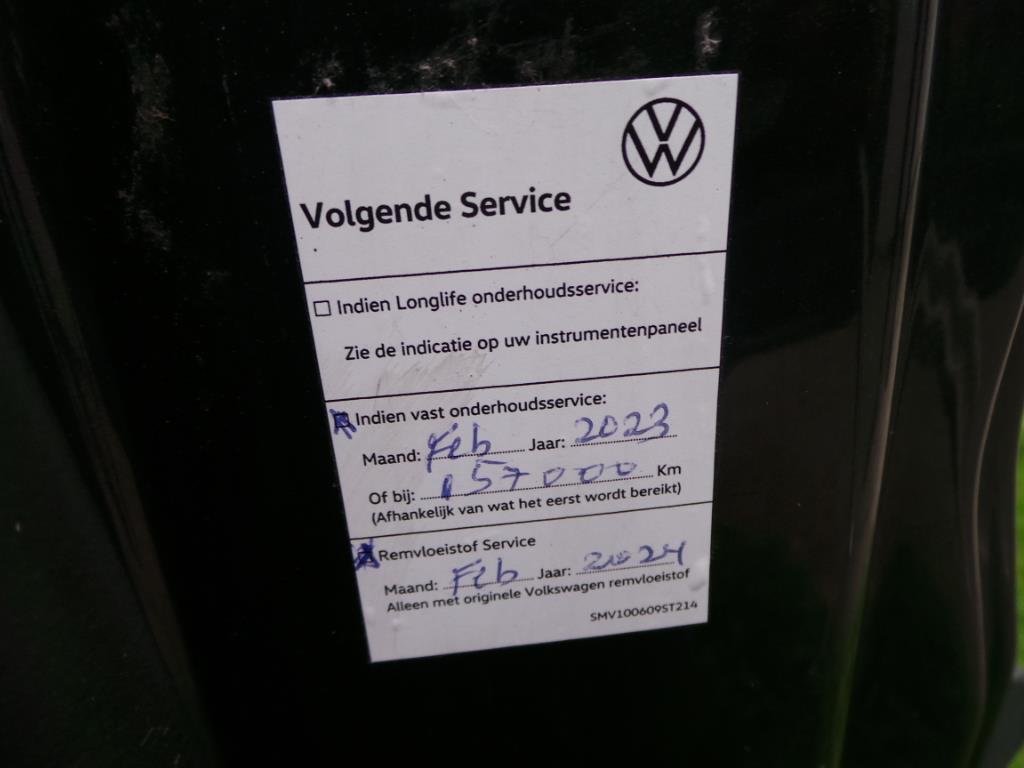 Volgende Service
Indien Longlife onderhoudsservice:
Zie de indicatie op uw instrumentenpaneel
Indien vast onderhoudsservice:
Maand: Feb Jaar: 2023
Of bij: 157000 Km
(Afhankelijk van wat het eerst wordt bereikt)
Remvloeistof Service
Maand: Feb Jaar: 2024
Alleen met originele Volkswagen remvloeistof
SMV100609ST214